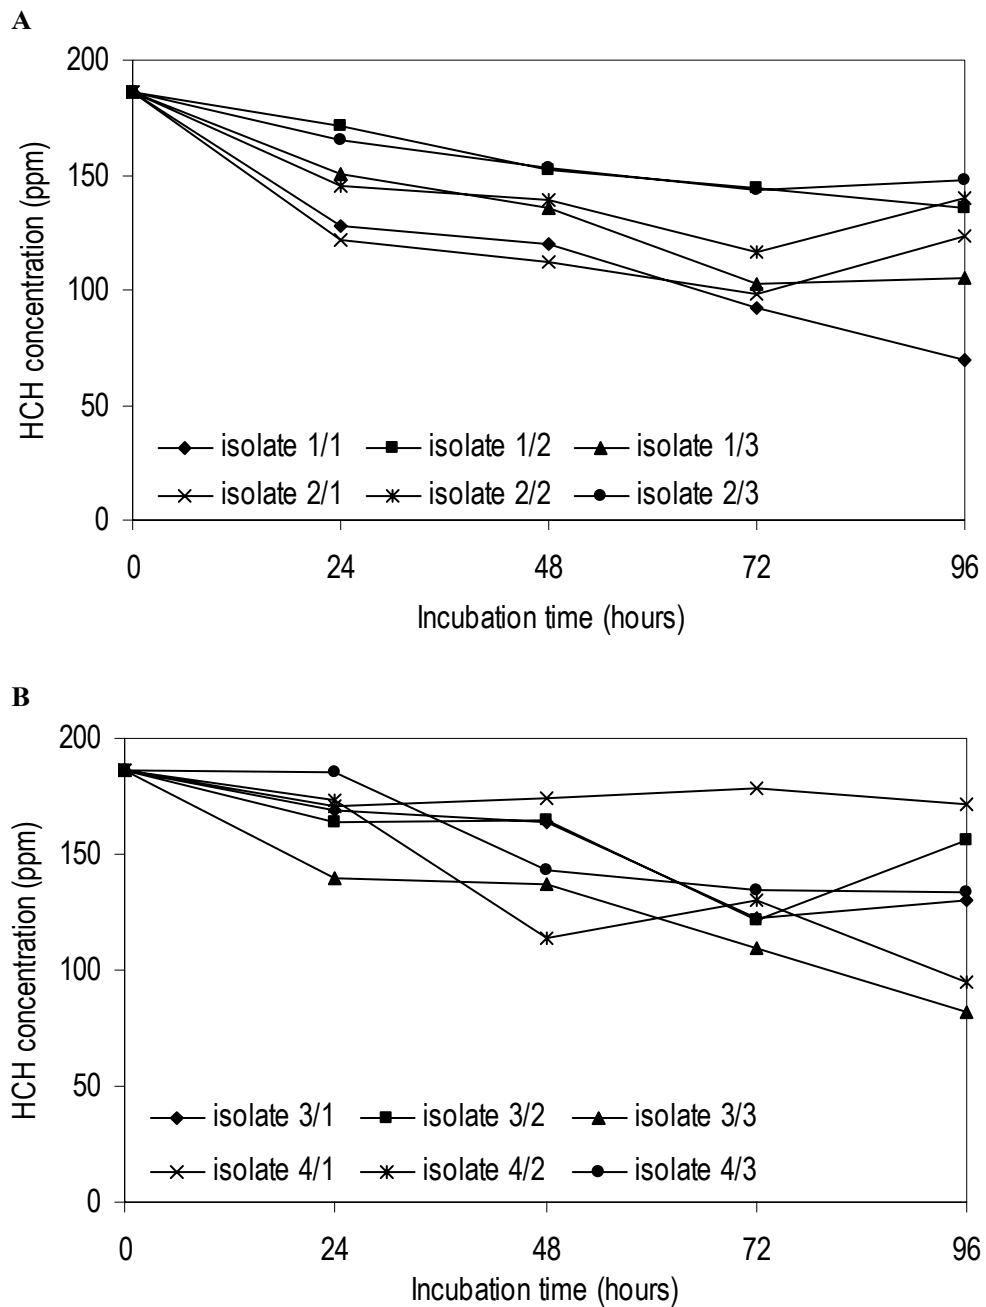 A
200
150
100
50
0
HCH concentration (ppm)
isolate 1/1 isolate 1/2 isolate 1/3
isolate 2/1 isolate 2/2 isolate 2/3
0 24 48 72 96
Incubation time (hours)
B
200
150
100
50
0
HCH concentration (ppm)
isolate 3/1 isolate 3/2 isolate 3/3
isolate 4/1 isolate 4/2 isolate 4/3
0 24 48 72 96
Incubation time (hours)